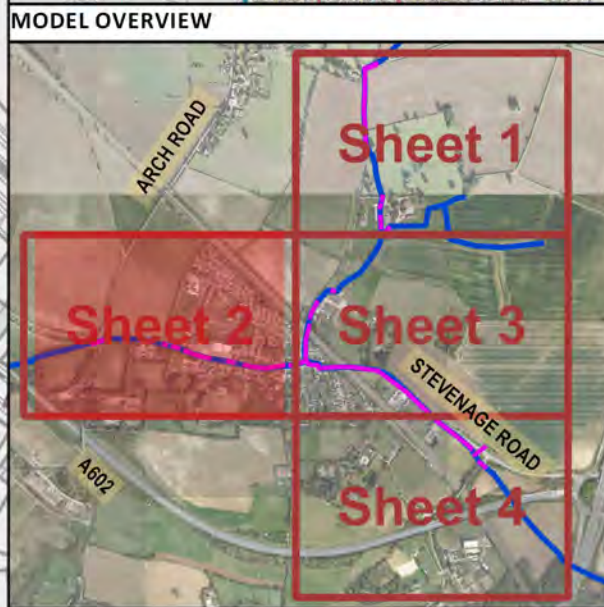 MODEL OVERVIEW
ARCH ROAD
Sheet 1
Sheet 2
Sheet 3
STEVENAGE ROAD
A602
Sheet 4